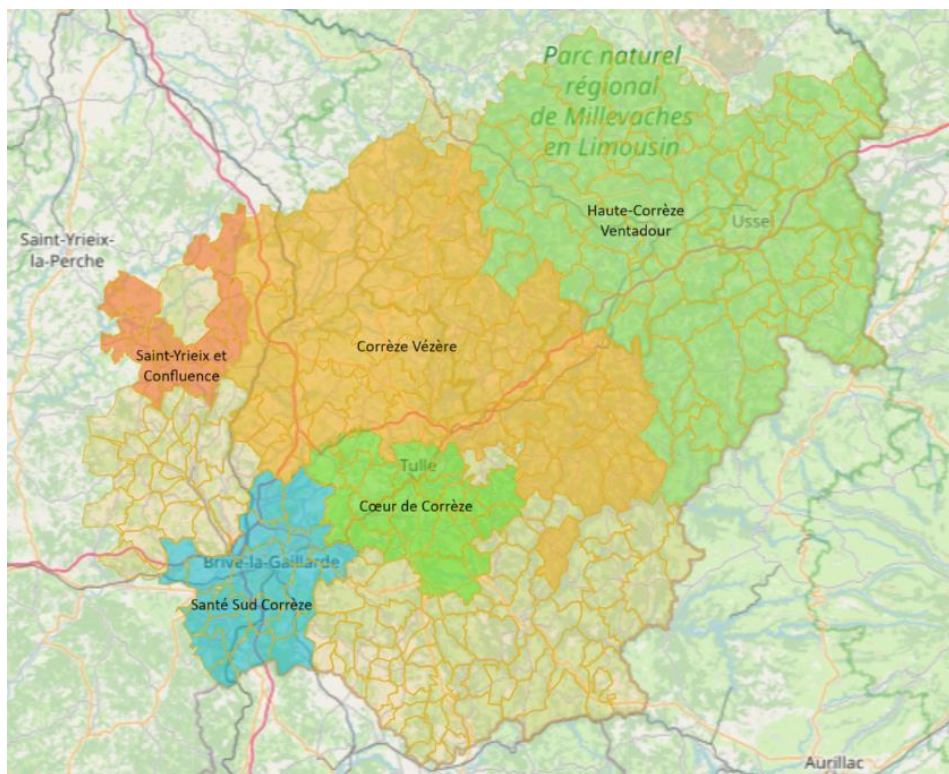 Parc naturel
régional
de Millevaches
en Limousin
Haute-Corrèze
Ventadour
Ussel
Saint-Yrieix-
la-Perche
Corrèze Vézère
Saint-Yrieix et
Confluence
Tulle
Cœur de Corrèze
Brive-la-Gaillarde
Santé Sud Corrèze
Aurillac